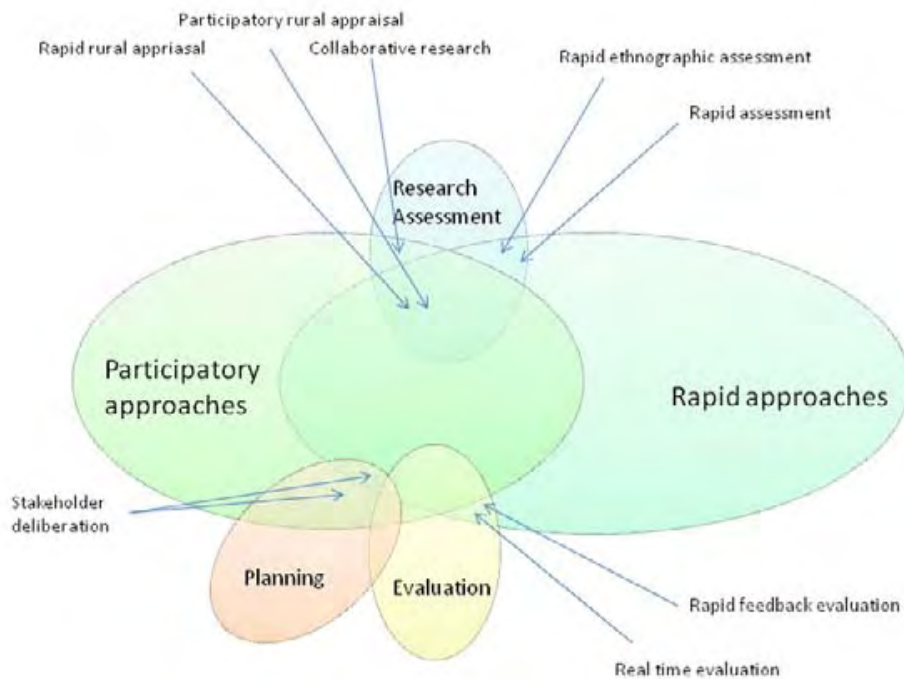 Participatory rural appraisal
Rapid rural appriasal
Collaborative research
Rapid ethnographic assessment
Rapid assessment
Research
Assessment
Participatory
approaches
Rapid approaches
Stakeholder
deliberation
Planning
Evaluation
Rapid feedback evaluation
Real time evaluation